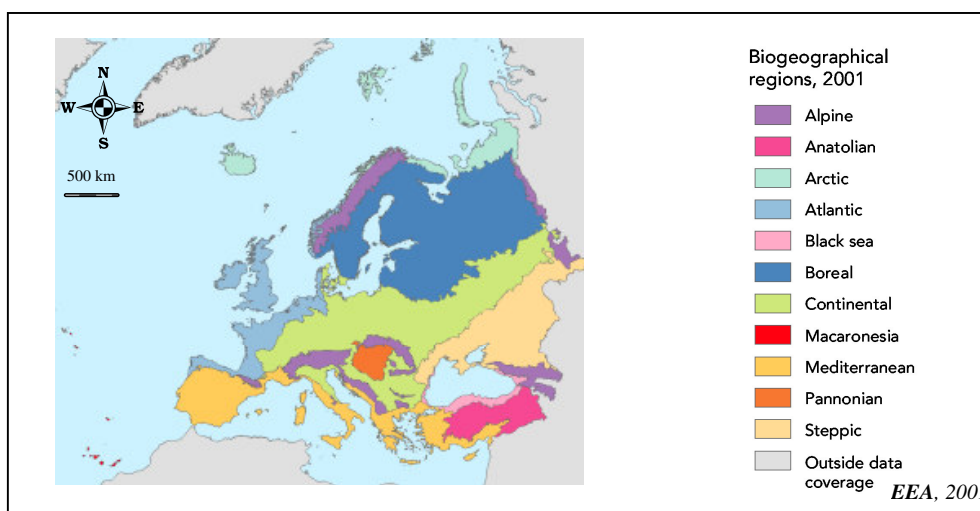 N
W E
S
500 km
Biogeographical
regions, 2001
Alpine
Anatolian
Arctic
Atlantic
Black sea
Boreal
Continental
Macaronesia
Mediterranean
Pannonian
Steppic
Outside data
coverage
EEA, 200